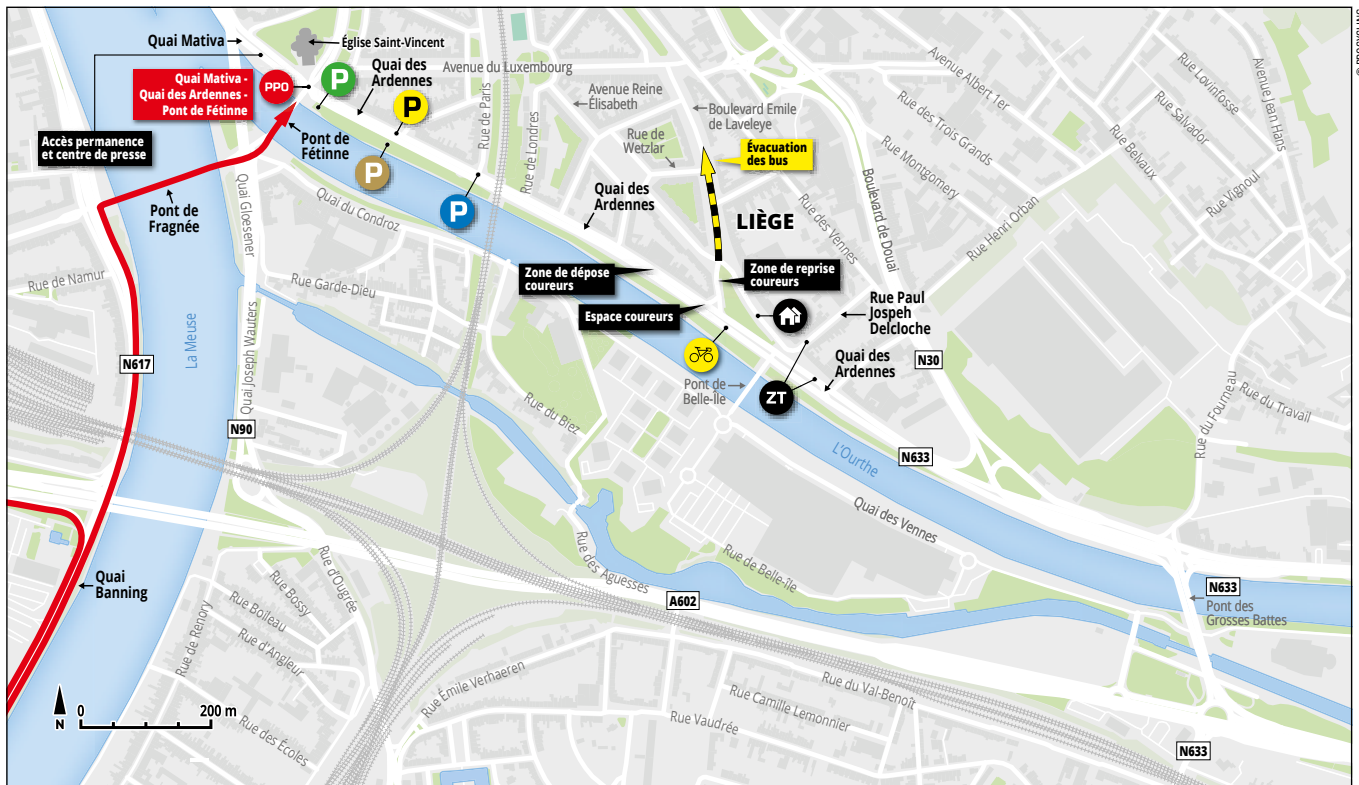 Quai Mativa
Église Saint-Vincent
Quai Mativa -
Quai des Ardennes -
Pont de Fétinne
PPO
P
Quai des
Ardennes
P
Avenue du Luxembourg
Accès permanence
et centre de presse
Pont de
Fétinne
P
P
Pont de
Fragnée
Quai Gloesener
Quai du Condroz
Rue de Paris
Rue de Londres
Avenue Reine
Élisabeth
Boulevard Emile
de Laveleye
Rue de
Wetzlar
Évacuation
des bus
Quai des
Ardennes
LIÈGE
Rue des Vennes
Boulevard de Douai
Avenue Albert 1er
Rue des Trois Grands
Rue Montgomery
Rue Henri Orban
Rue Lovinfosse
Rue Salvador
Rue Belvaux
Rue Vignoul
Avenue Jean Hans
Rue de Namur
La Meuse
N617
Quai Joseph Wauters
N90
Rue Garde-Dieu
Zone de dépose
coureurs
Zone de reprise
coureurs
Espace coureurs
Rue Paul
Jospeh
Delcloche
Quai des
Ardennes
N30
Pont de
Belle-Île
ZT
Rue du Biez
L'Ourthe
N633
Rue du Fourneau
Rue du Travail
Quai des Vennes
Rue de Belle-île
Rue des Aguesses
A602
N633
Pont des
Grosses Battes
Quai
Banning
Rue d'Ougrée
Rue Bossy
Rue Boileau
Rue d'Angleur
Rue de Renory
Rue des Écoles
Rue Émile Verhaeren
Rue Vaudrée
Rue Camille Lemonnier
Rue du Val-Benoît
N633
N
0
200 m